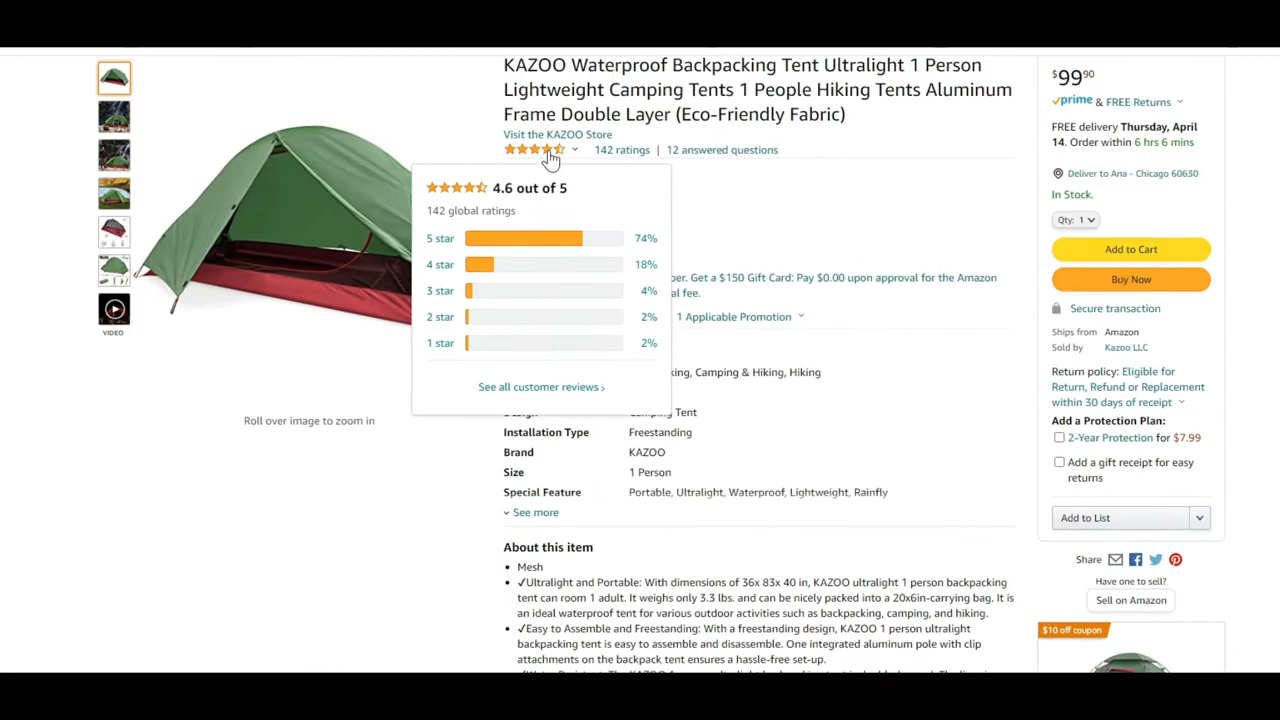 KAZOO Waterproof Backpacking Tent Ultralight 1 Person
Lightweight Camping Tents 1 People Hiking Tents Aluminum
Frame Double Layer (Eco-Friendly Fabric)
Visit the KAZOO Store
142 ratings | 12 answered questions
4.6 out of 5
142 global ratings
5 star 74%
4 star 18%
3 star 4%
2 star 2%
1 star 2%
See all customer reviews ›
Get a $150 Gift Card: Pay $0.00 upon approval for the Amazon
1 Applicable Promotion
Camping & Hiking, Hiking
Camping Tent
Installation Type Freestanding
Brand KAZOO
Size 1 Person
Special Feature Portable, Ultralight, Waterproof, Lightweight, Rainfly
See more
About this item
• Mesh
• ✓Ultralight and Portable: With dimensions of 36x 83x 40 in, KAZOO ultralight 1 person backpacking
tent can room 1 adult. It weighs only 3.3 lbs. and can be nicely packed into a 20x6in-carrying bag. It is
an ideal waterproof tent for various outdoor activities such as backpacking, camping, and hiking.
• ✓Easy to Assemble and Freestanding: With a freestanding design, KAZOO 1 person ultralight
backpacking tent is easy to assemble and disassemble. One integrated aluminum pole with clip
attachments on the backpack tent ensures a hassle-free set-up.
VIDEO
Roll over image to zoom in
$99 90
prime & FREE Returns
FREE delivery Thursday, April
14. Order within 6 hrs 6 mins
Deliver to Ana - Chicago 60630
In Stock.
Qty: 1
Add to Cart
Buy Now
Secure transaction
Ships from Amazon
Sold by Kazoo LLC
Return policy: Eligible for
Return, Refund or Replacement
within 30 days of receipt
Add a Protection Plan:
2-Year Protection for $7.99
Add a gift receipt for easy
returns
Add to List
Share
Have one to sell?
Sell on Amazon
$10 off coupon